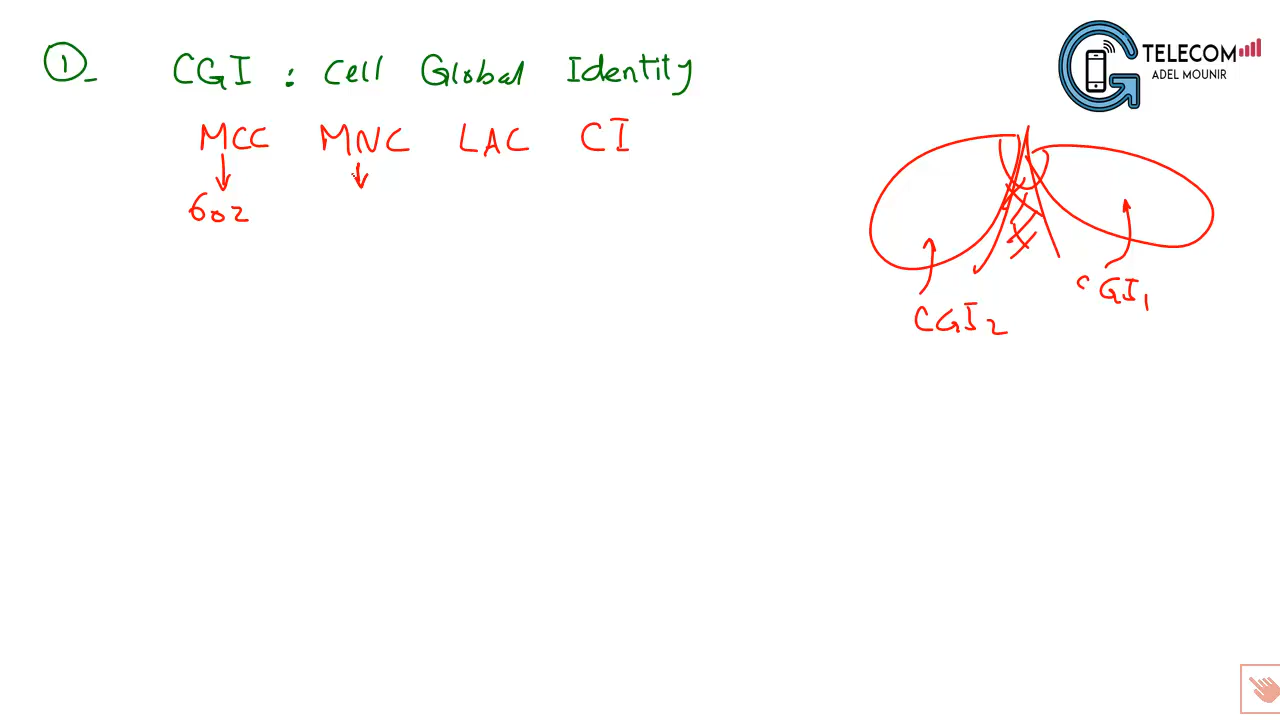 ① CGI : Cell Global Identity
MCC MNC LAC CI
602
TELECOM
ADEL MOUNIR
CGI1
CGI2